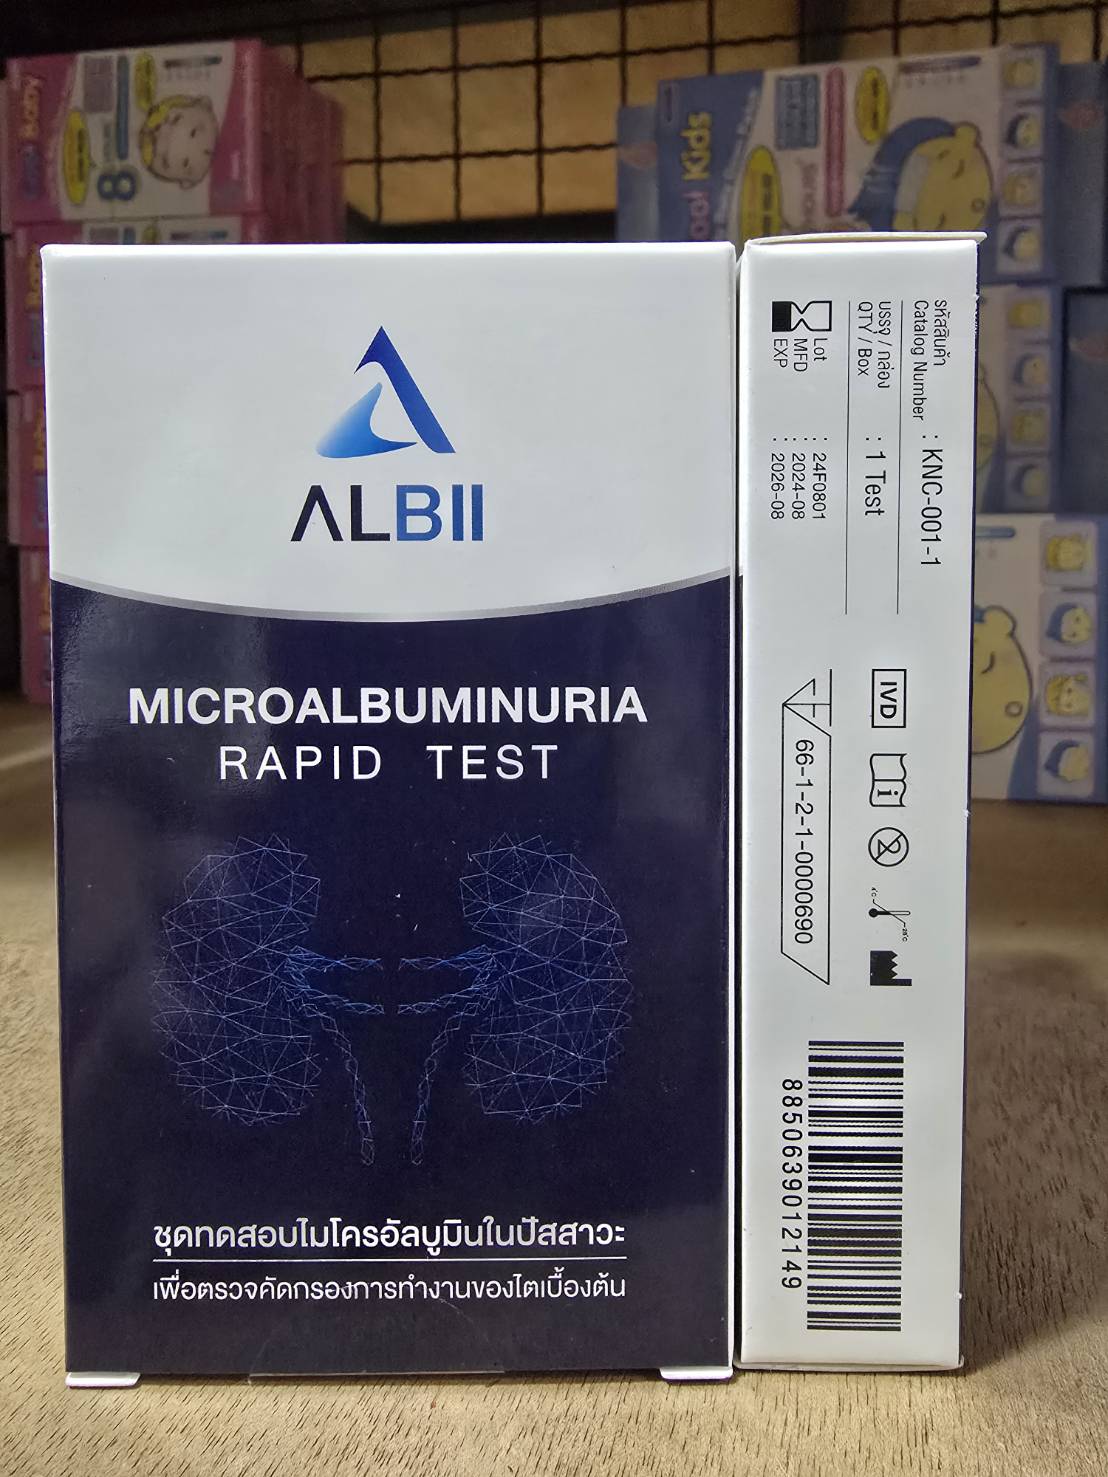 ALBII
MICROALBUMINURIA
RAPID TEST
ชุดทดสอบไมโครอัลบูมินในปัสสาวะ
เพื่อตรวจคัดกรองการทำงานของไตเบื้องต้น
รหัสสินค้า
Catalog Number : KNC-001-1
บรรจุ / กล่อง
QTY / Box : 1 Test
Lot : 24F0801
MFD : 2024-08
EXP : 2026-08
IVD
i
2
66-1-2-1-0000690
8850639012149
Baby
8
Cool Kids